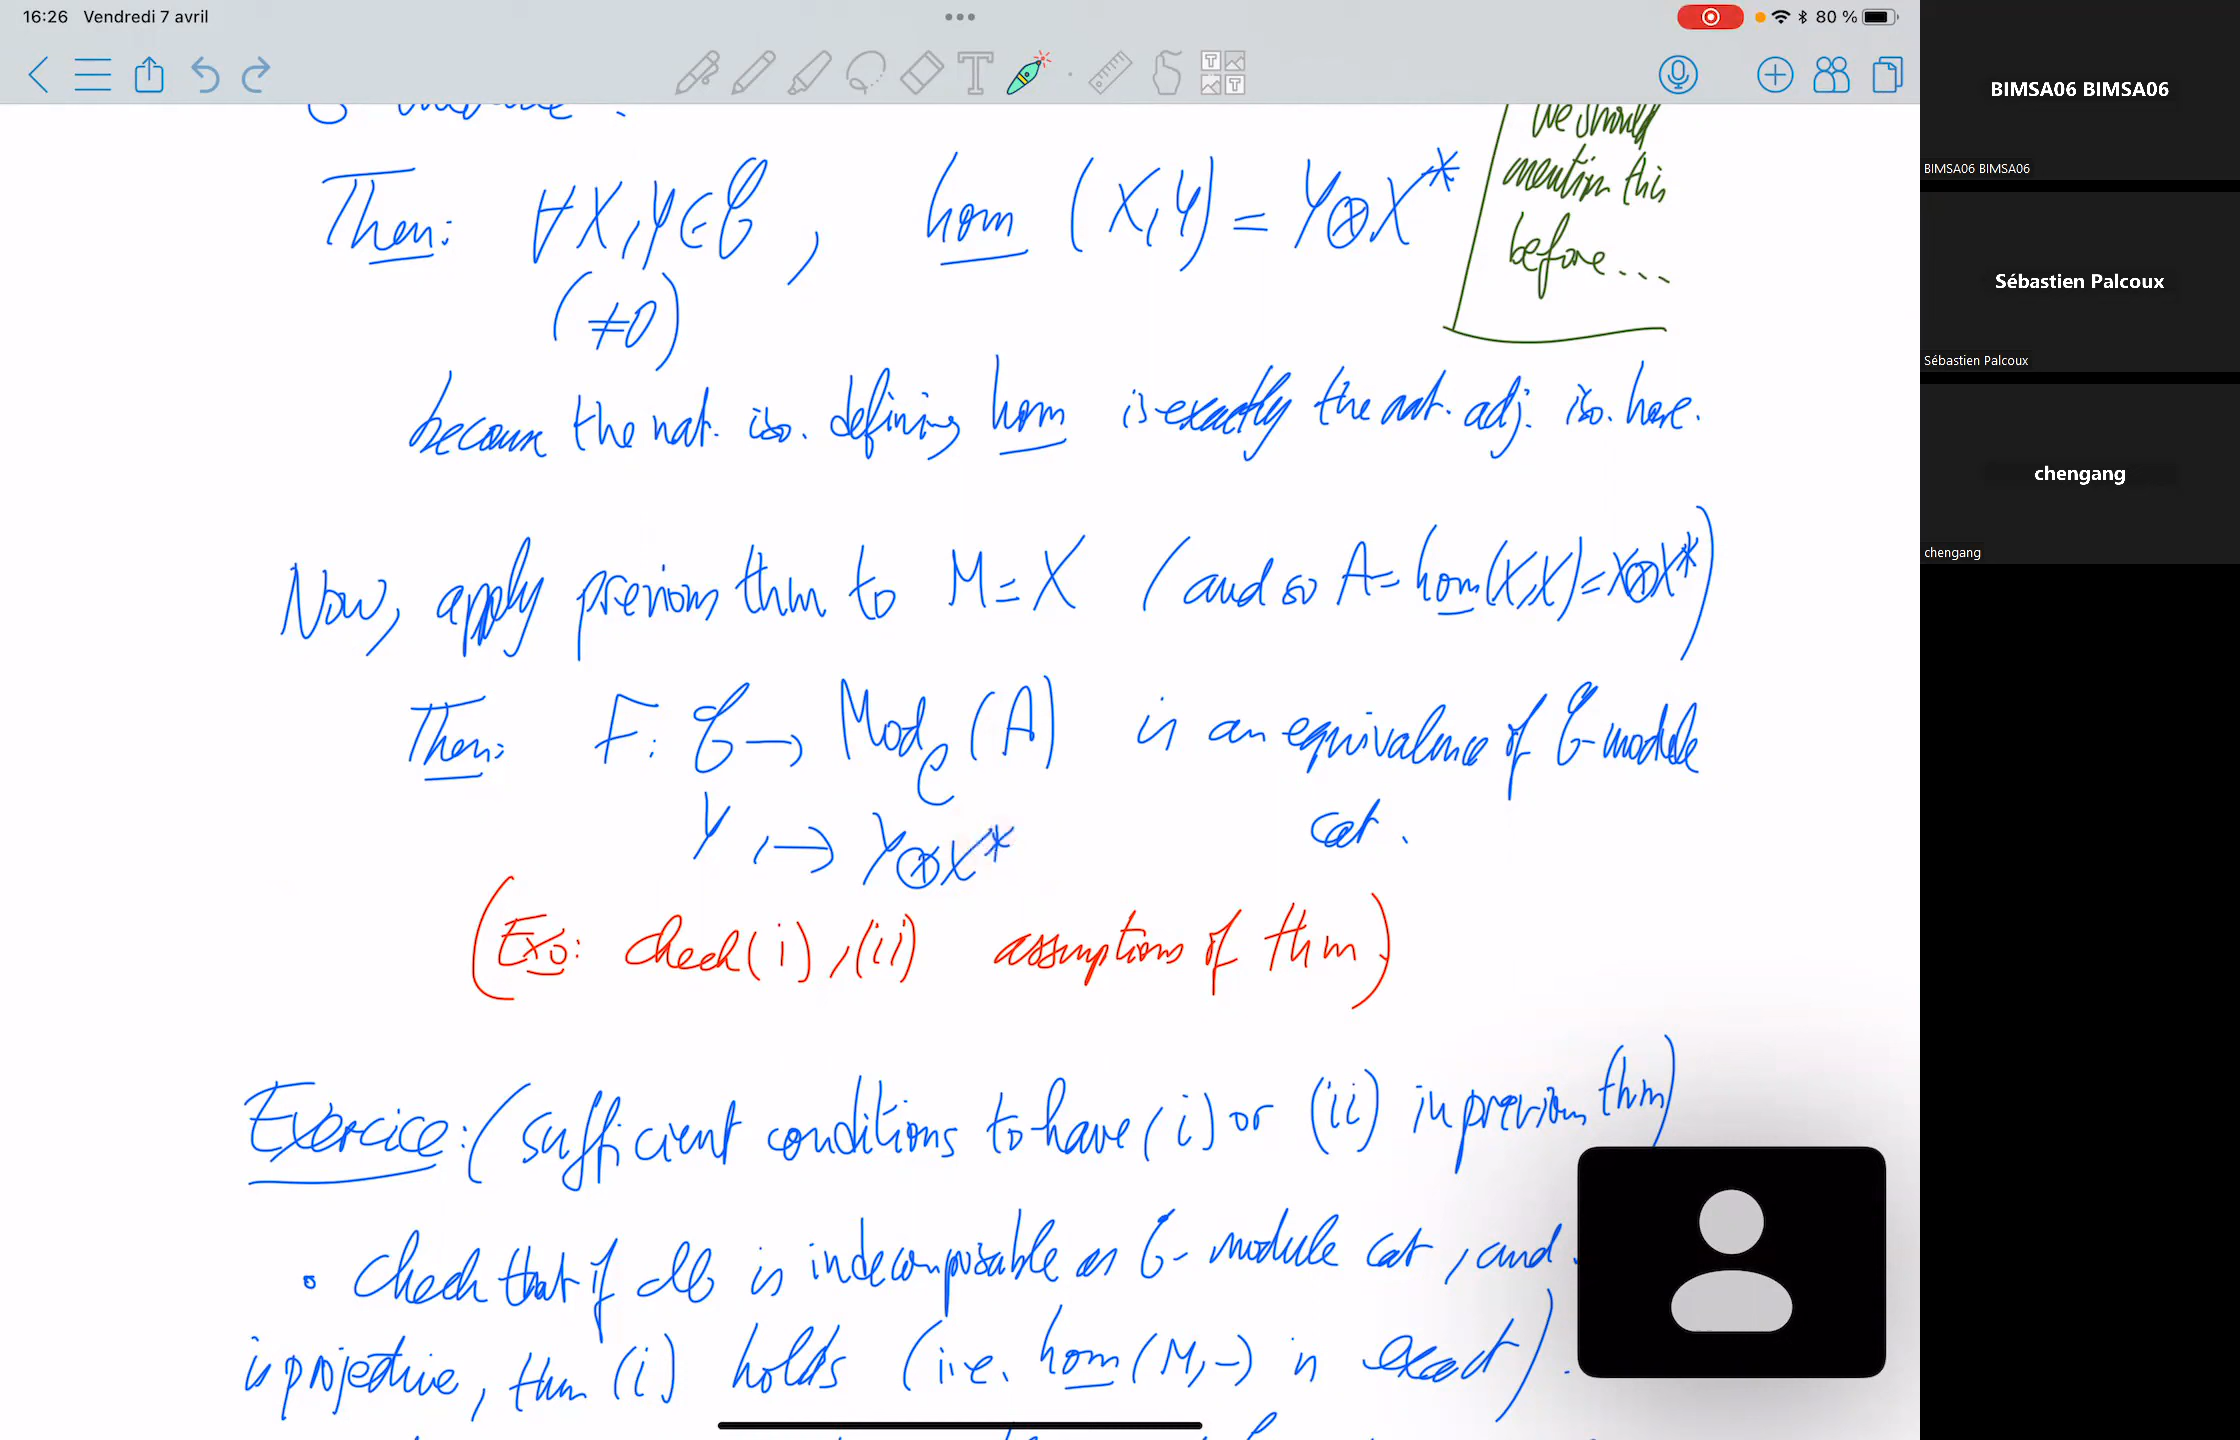 16:26 Vendredi 7 avril
80 %
We should
mention this
before...
Then: ∀X,Y∈C, hom (X,Y) = Y⊗X*
(≠0)
because the nat. iso. defining hom is exactly the nat. adj. iso. here.
Now, apply previous thm to M=X (and so A=hom(X,X)=X⊗X*)
Then: F: C → Mod_C (A) is an equivalence of C-module
cat.
Y ↦ Y⊗X*
(Exo: check (i), (ii) assumptions of thm)
Exercice: (sufficient conditions to have (i) or (ii) in previous thm)
• Check that if M is indecomposable as C-module cat, and
is projective, then (i) holds (i.e. hom(M,-) is exact).
BIMSA06 BIMSA06
BIMSA06 BIMSA06
Sébastien Palcoux
Sébastien Palcoux
chengang
chengang